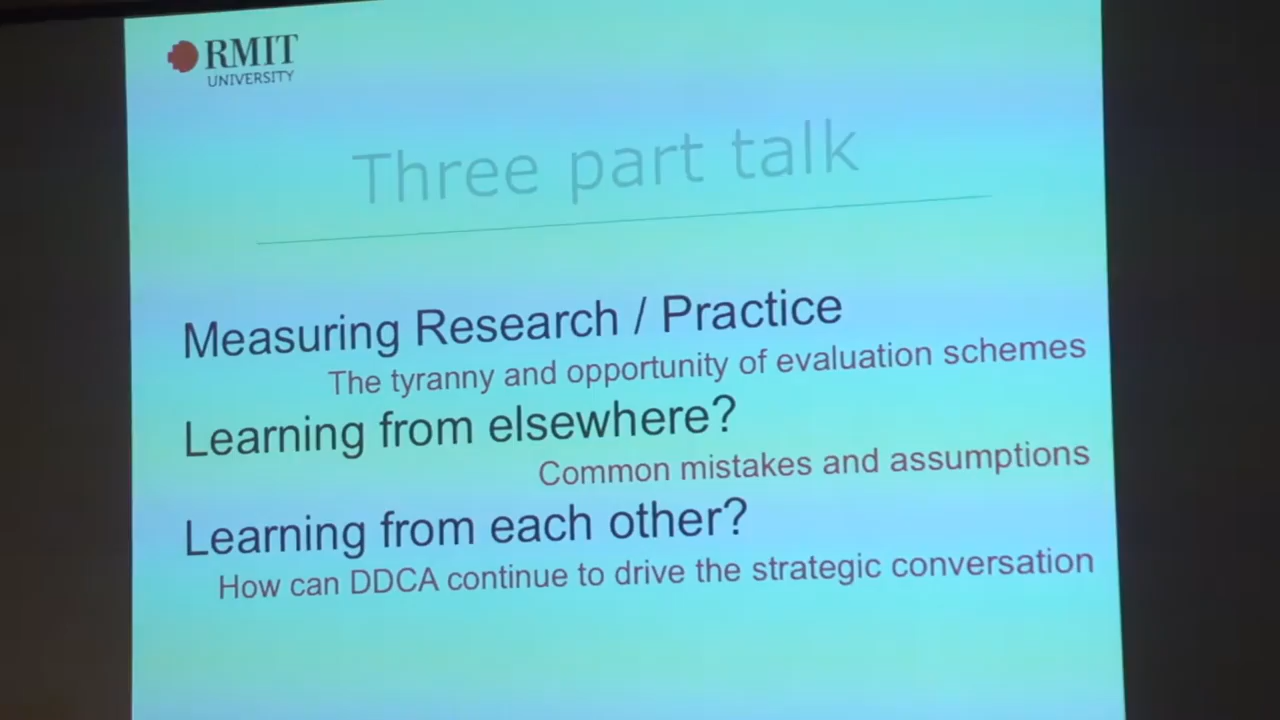 RMIT
UNIVERSITY
Three part talk
Measuring Research / Practice
The tyranny and opportunity of evaluation schemes
Learning from elsewhere?
Common mistakes and assumptions
Learning from each other?
How can DDCA continue to drive the strategic conversation